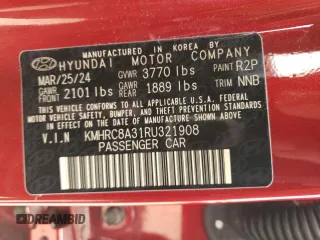 MANUFACTURED IN KOREA
HYUNDAI MOTOR COMPANY
MAR/25/24 GVWR 3770 lbs PAINT R2P
GAWR FRONT 2101 lbs GAWR REAR 1889 lbs TRIM NNB
THIS VEHICLE CONFORMS TO ALL APPLICABLE
FEDERAL MOTOR VEHICLE SAFETY
AND THEFT PREVENTION STANDARDS IN EFFECT
ON THE DATE OF MANUFACTURE SHOWN ABOVE.
V.I.N KMHRC8A31RU321908
PASSENGER CAR
DREAMBID